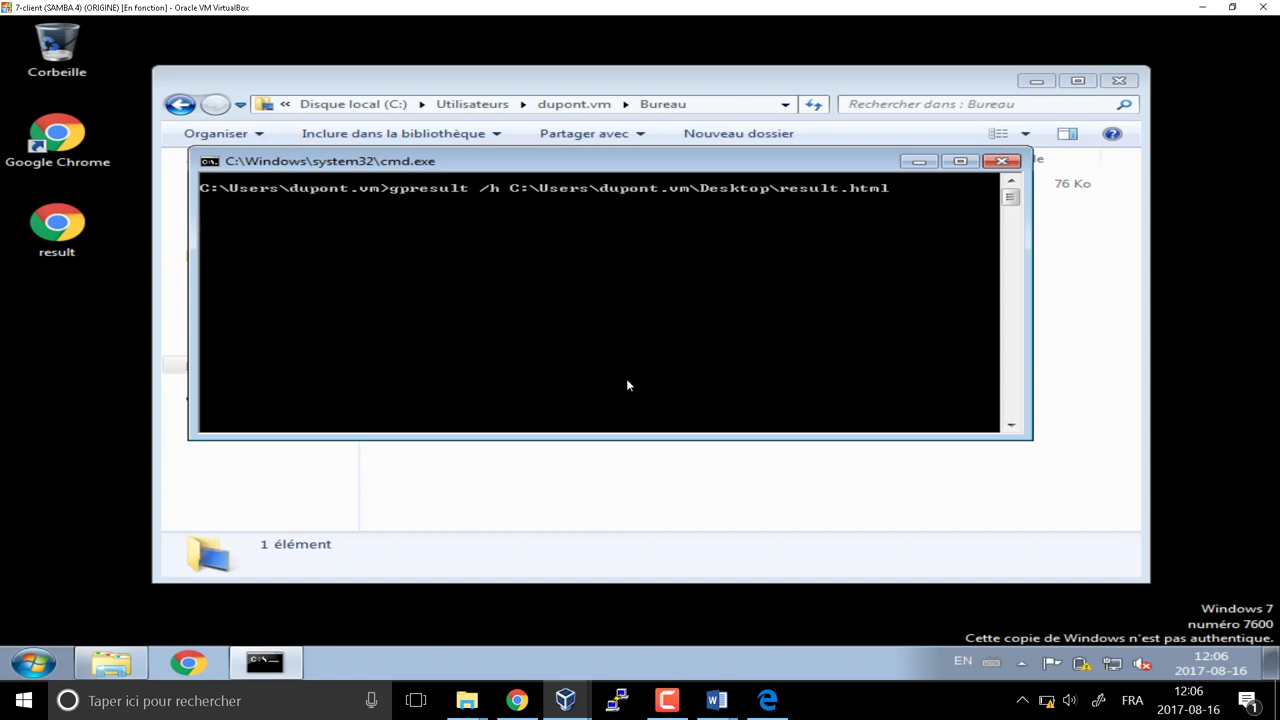 7-client (SAMBA 4) (ORIGINE) [En fonction] - Oracle VM VirtualBox
Corbeille
Google Chrome
result
« Disque local (C:) Utilisateurs dupont.vm Bureau
Rechercher dans : Bureau
Organiser Inclure dans la bibliothèque Partager avec Nouveau dossier
C:\Windows\system32\cmd.exe
le
76 Ko
C:\Users\dupont.vm>gpresult /h C:\Users\dupont.vm\Desktop\result.html
1 élément
Windows 7
numéro 7600
Cette copie de Windows n'est pas authentique.
C:\
EN
12:06
2017-08-16
Taper ici pour rechercher
FRA
12:06
2017-08-16
1